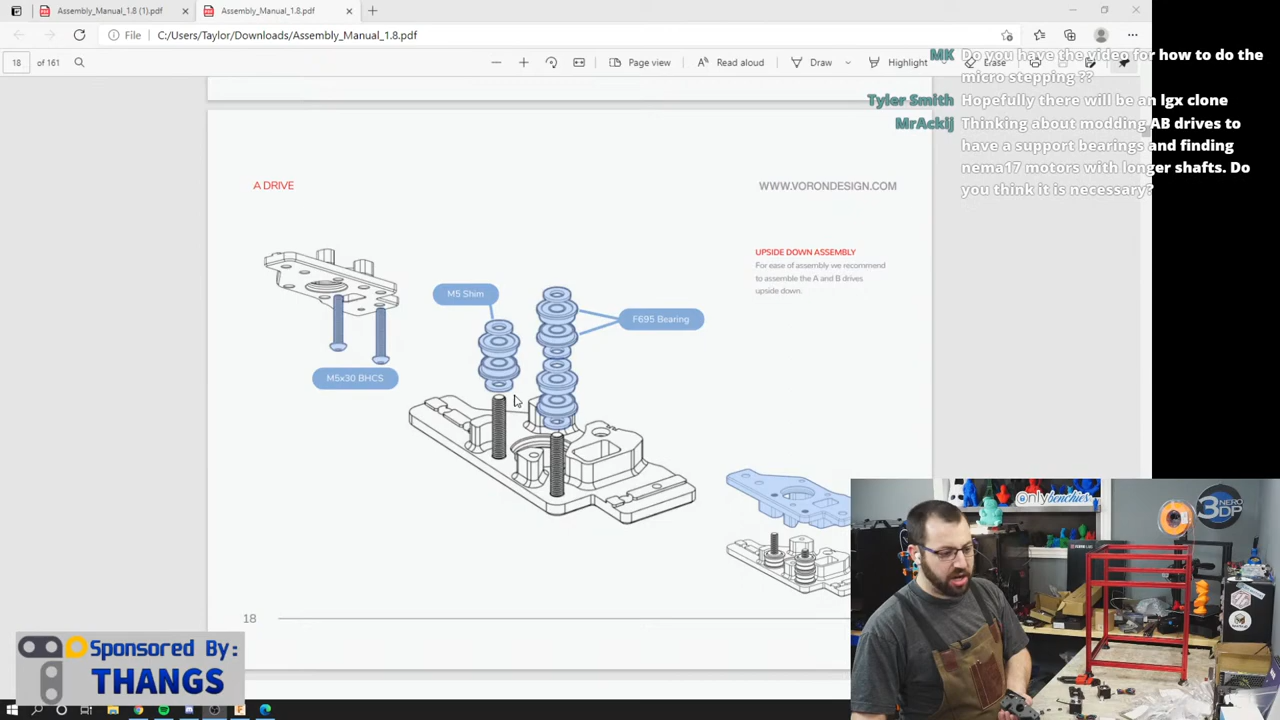 Assembly_Manual_1.8 (1).pdf
Assembly_Manual_1.8.pdf
File C:/Users/Taylor/Downloads/Assembly_Manual_1.8.pdf
18 of 161
Page view
Read aloud
Draw
Highlight
Erase
MK Do you have the video for how to do the
micro stepping ??
Tyler Smith Hopefully there will be an lgx clone
MrAckij Thinking about modding AB drives to
have a support bearings and finding
nema17 motors with longer shafts. Do
you think it is necessary?
A DRIVE
WWW.VORONDESIGN.COM
UPSIDE DOWN ASSEMBLY
For ease of assembly we recommend
to assemble the A and B drives
upside down.
M5 Shim
F695 Bearing
M5x30 BHCS
18
onlybenchies
3DP
Sponsored By:
THANGS